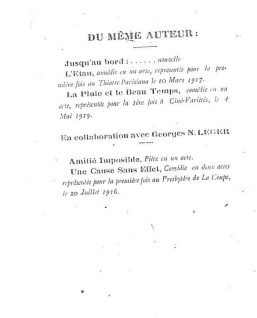 DU MÊME AUTEUR:
Jusqu'au bord: ...... nouvelle
L'Etau, comédie en un acte, représentée pour la pre-
mière fois au Théatre Parisiana le 10 Mars 1917.
La Pluie et le Beau Temps, comédie en un
acte, représentée pour la 1ère fois à Ciné-Variétés, le 4
Mai 1919.
En collaboration avec Georges N. LEGER
Amitié Impossible, Pièce en un acte.
Une Cause Sans Effet, Comédie en deux actes
représentée pour la première fois au Presbytère de La Coupe,
le 20 Juillet 1916.